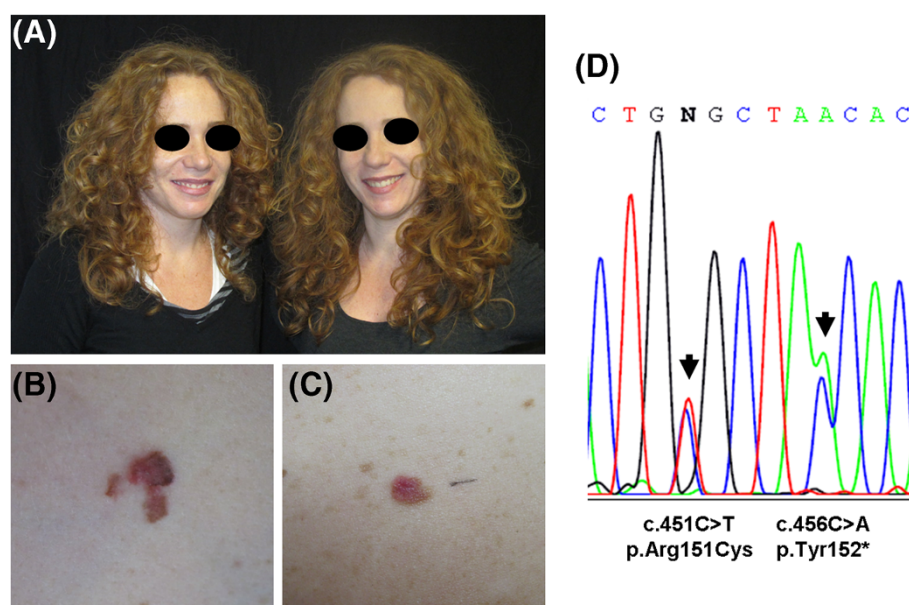 (A)
(B)
(C)
(D)
C T G N G C T A A C A C
c.451C>T
p.Arg151Cys
c.456C>A
p.Tyr152*